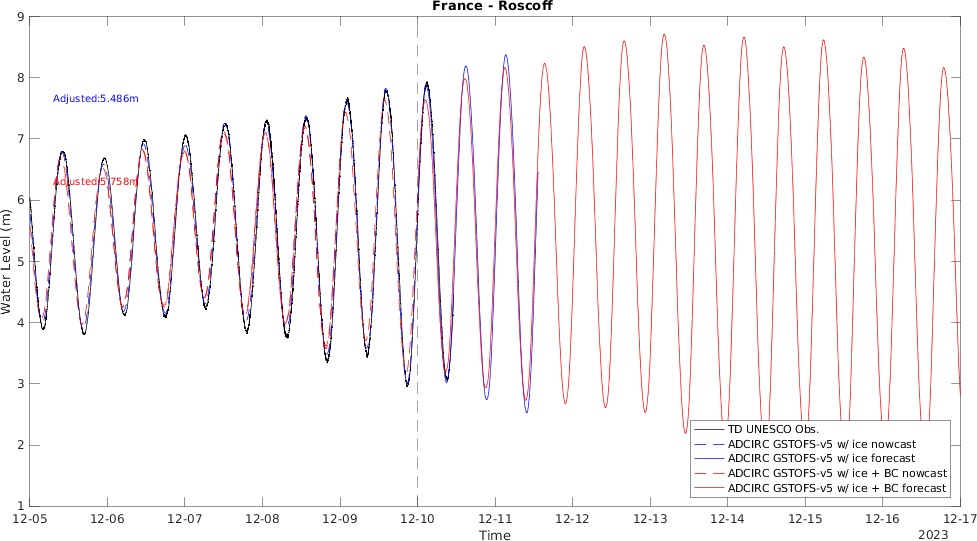 France - Roscoff
9
8
7
6
5
4
3
2
1
Water Level (m)
Adjusted:5.486m
Adjusted:5.758m
TD UNESCO Obs.
ADCIRC GSTOFS-v5 w/ ice nowcast
ADCIRC GSTOFS-v5 w/ ice forecast
ADCIRC GSTOFS-v5 w/ ice + BC nowcast
ADCIRC GSTOFS-v5 w/ ice + BC forecast
12-05 12-06 12-07 12-08 12-09 12-10 12-11 12-12 12-13 12-14 12-15 12-16 12-17
Time
2023